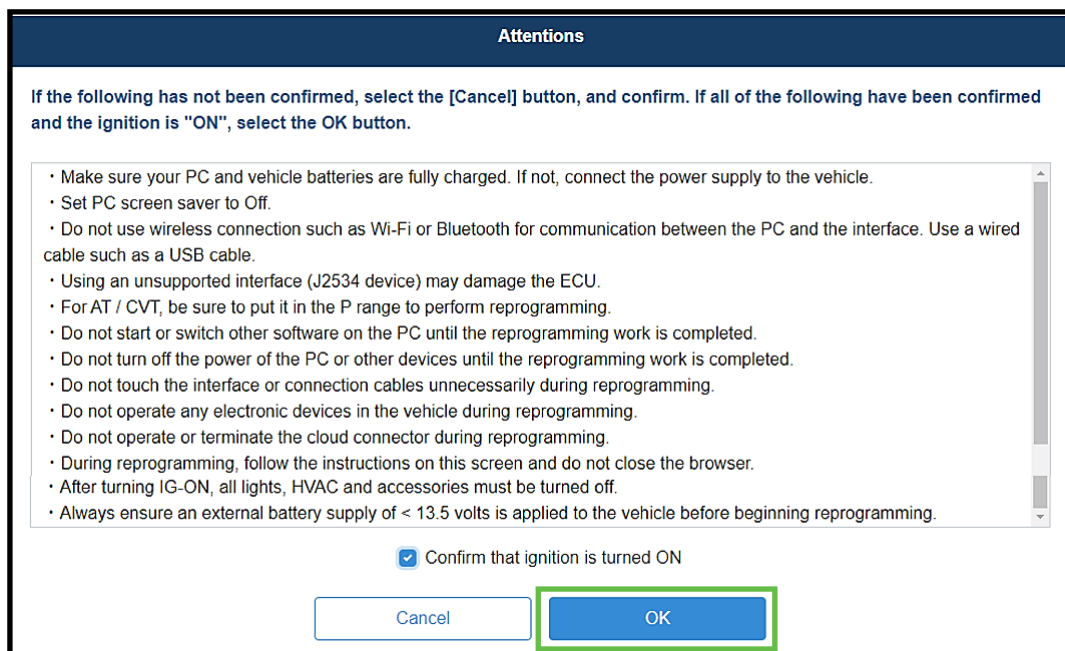 Attentions
If the following has not been confirmed, select the [Cancel] button, and confirm. If all of the following have been confirmed
and the ignition is "ON", select the OK button.
・Make sure your PC and vehicle batteries are fully charged. If not, connect the power supply to the vehicle.
・Set PC screen saver to Off.
・Do not use wireless connection such as Wi-Fi or Bluetooth for communication between the PC and the interface. Use a wired
cable such as a USB cable.
・Using an unsupported interface (J2534 device) may damage the ECU.
・For AT / CVT, be sure to put it in the P range to perform reprogramming.
・Do not start or switch other software on the PC until the reprogramming work is completed.
・Do not turn off the power of the PC or other devices until the reprogramming work is completed.
・Do not touch the interface or connection cables unnecessarily during reprogramming.
・Do not operate any electronic devices in the vehicle during reprogramming.
・Do not operate or terminate the cloud connector during reprogramming.
・During reprogramming, follow the instructions on this screen and do not close the browser.
・After turning IG-ON, all lights, HVAC and accessories must be turned off.
・Always ensure an external battery supply of < 13.5 volts is applied to the vehicle before beginning reprogramming.
Confirm that ignition is turned ON
Cancel
OK